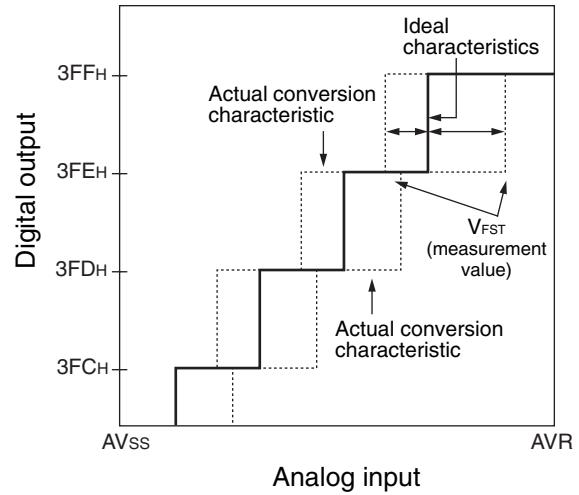 Ideal
characteristics
3FFH
Actual conversion
characteristic
3FEH
VFST
(measurement
value)
3FDH
Actual conversion
characteristic
3FCH
Digital output
AVSS
AVR
Analog input